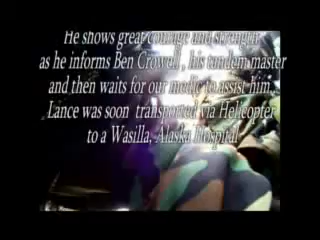 He shows great courage and strenger
as he informs Ben Crowell , his tandem master
and then waits for our medic to assist him .
Lance was soon transported via Helicopter
to a Wasilla, Alaska Hospital